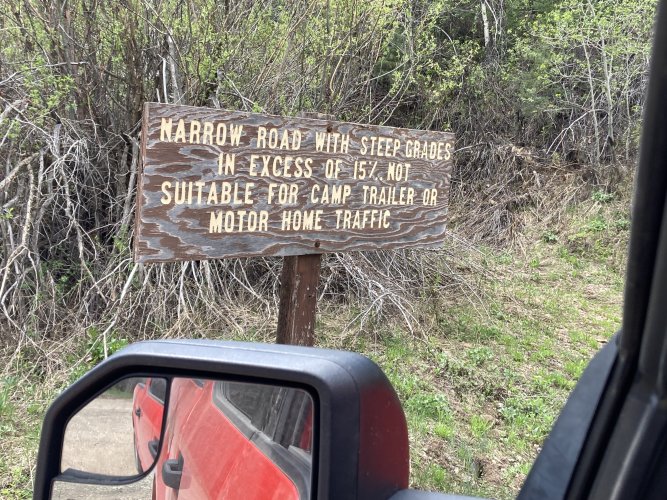 NARROW ROAD WITH STEEP GRADES
IN EXCESS OF 15% NOT
SUITABLE FOR CAMP TRAILER OR
MOTOR HOME TRAFFIC